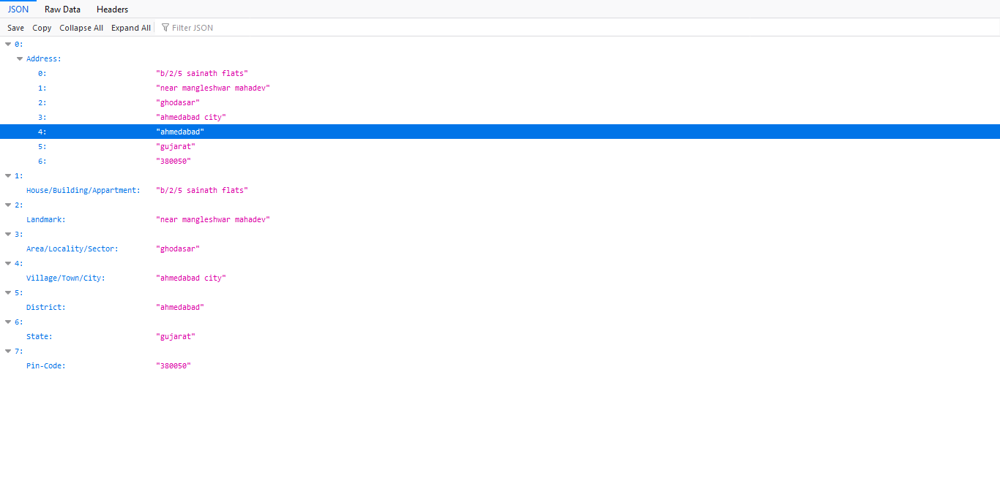 JSON Raw Data Headers
Save Copy Collapse All Expand All Filter JSON
0:
Address:
0: "b/2/5 sainath flats"
1: "near mangleshwar mahadev"
2: "ghodasar"
3: "ahmedabad city"
4: "ahmedabad"
5: "gujarat"
6: "380050"
1:
House/Building/Appartment: "b/2/5 sainath flats"
2:
Landmark: "near mangleshwar mahadev"
3:
Area/Locality/Sector: "ghodasar"
4:
Village/Town/City: "ahmedabad city"
5:
District: "ahmedabad"
6:
State: "gujarat"
7:
Pin-Code: "380050"